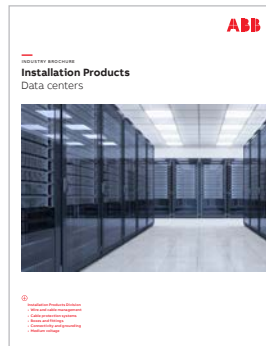 ABB
INDUSTRY BROCHURE
Installation Products
Data centers
Installation Products Division
- Wire and cable management
- Cable protection systems
- Boxes and fittings
- Connectivity and grounding
- Medium voltage